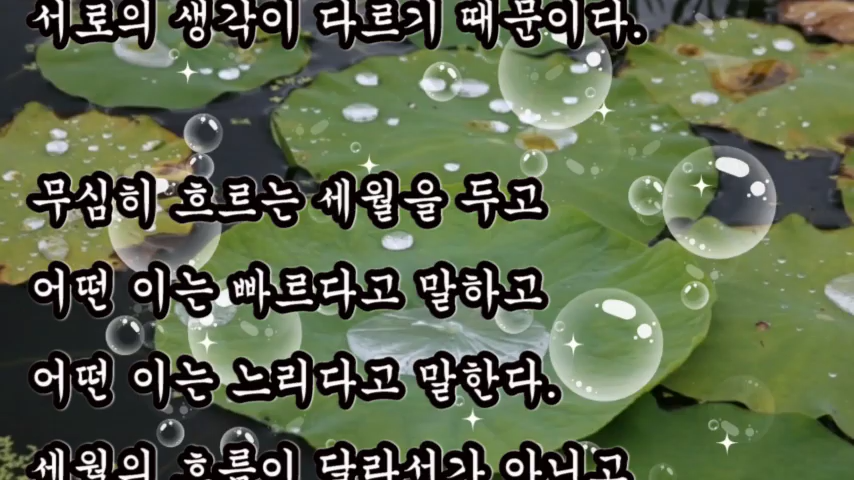 서로의 생각이 다르기 때문이다.
무심히 흐르는 세월을 두고
어떤 이는 빠르다고 말하고
어떤 이는 느리다고 말한다.
세월의 흐름이 달라서가 아니고